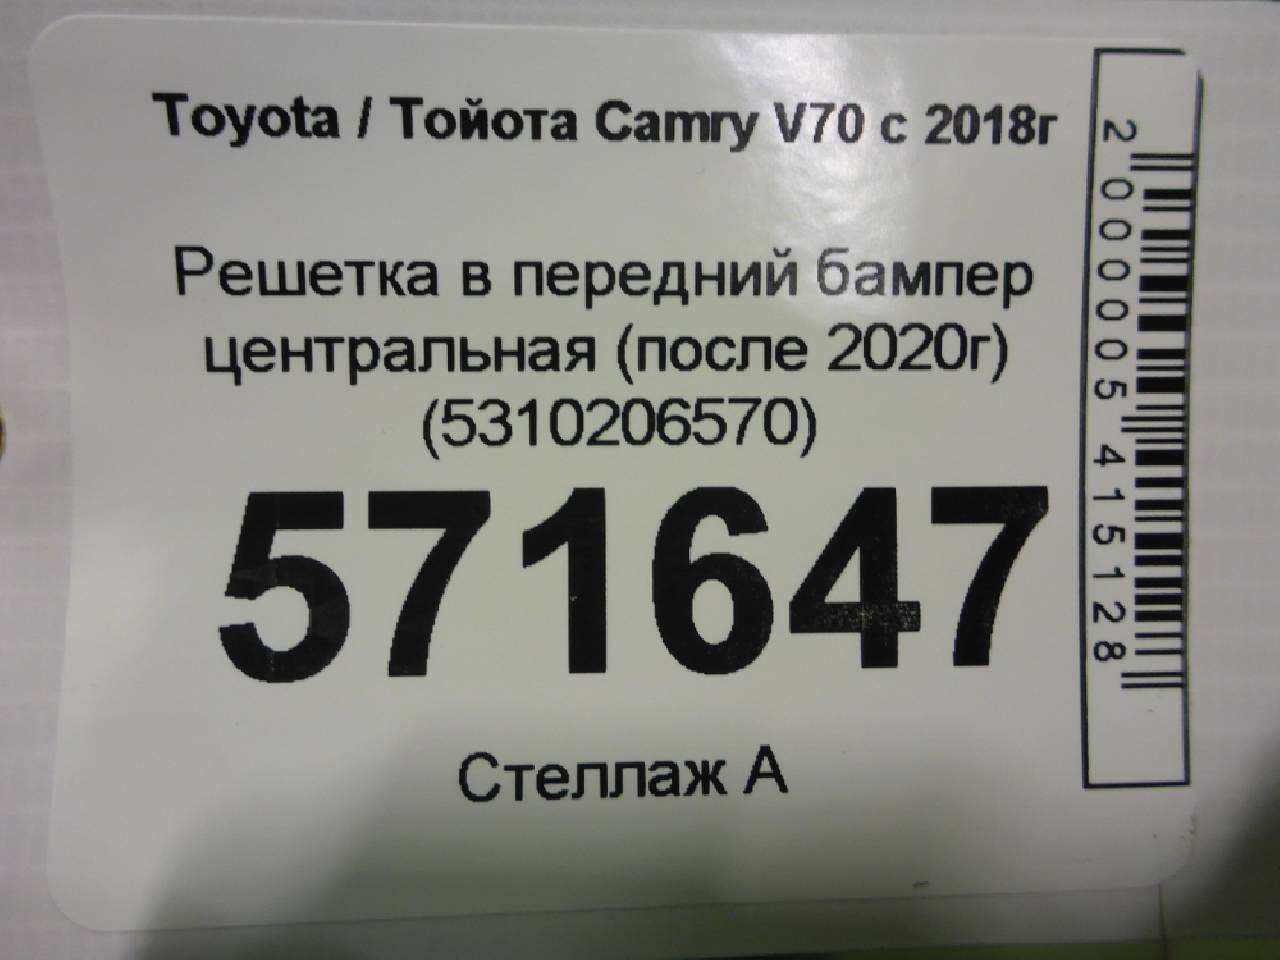 Toyota / Тойота Camry V70 с 2018г
Решетка в передний бампер
центральная (после 2020г)
(5310206570)
571647
Стеллаж А
2000005415128